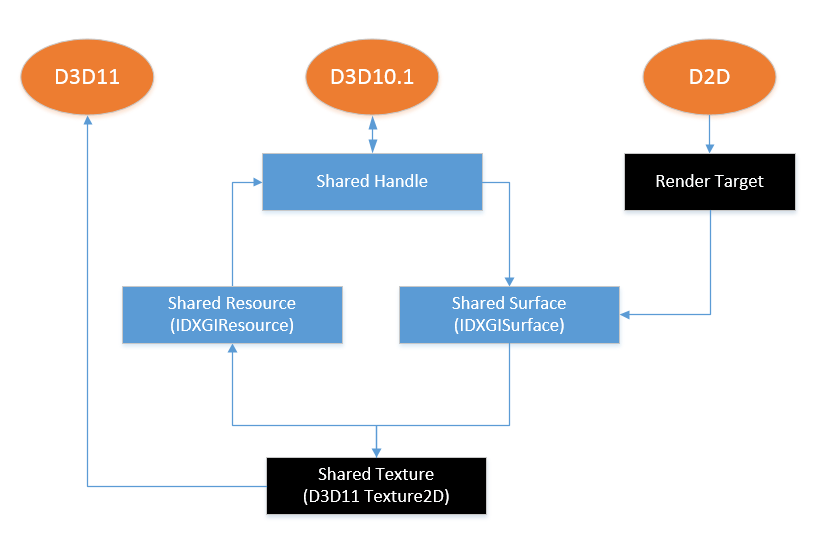 D3D11
D3D10.1
D2D
Shared Handle
Render Target
Shared Resource
(IDXGIResource)
Shared Surface
(IDXGISurface)
Shared Texture
(D3D11 Texture2D)